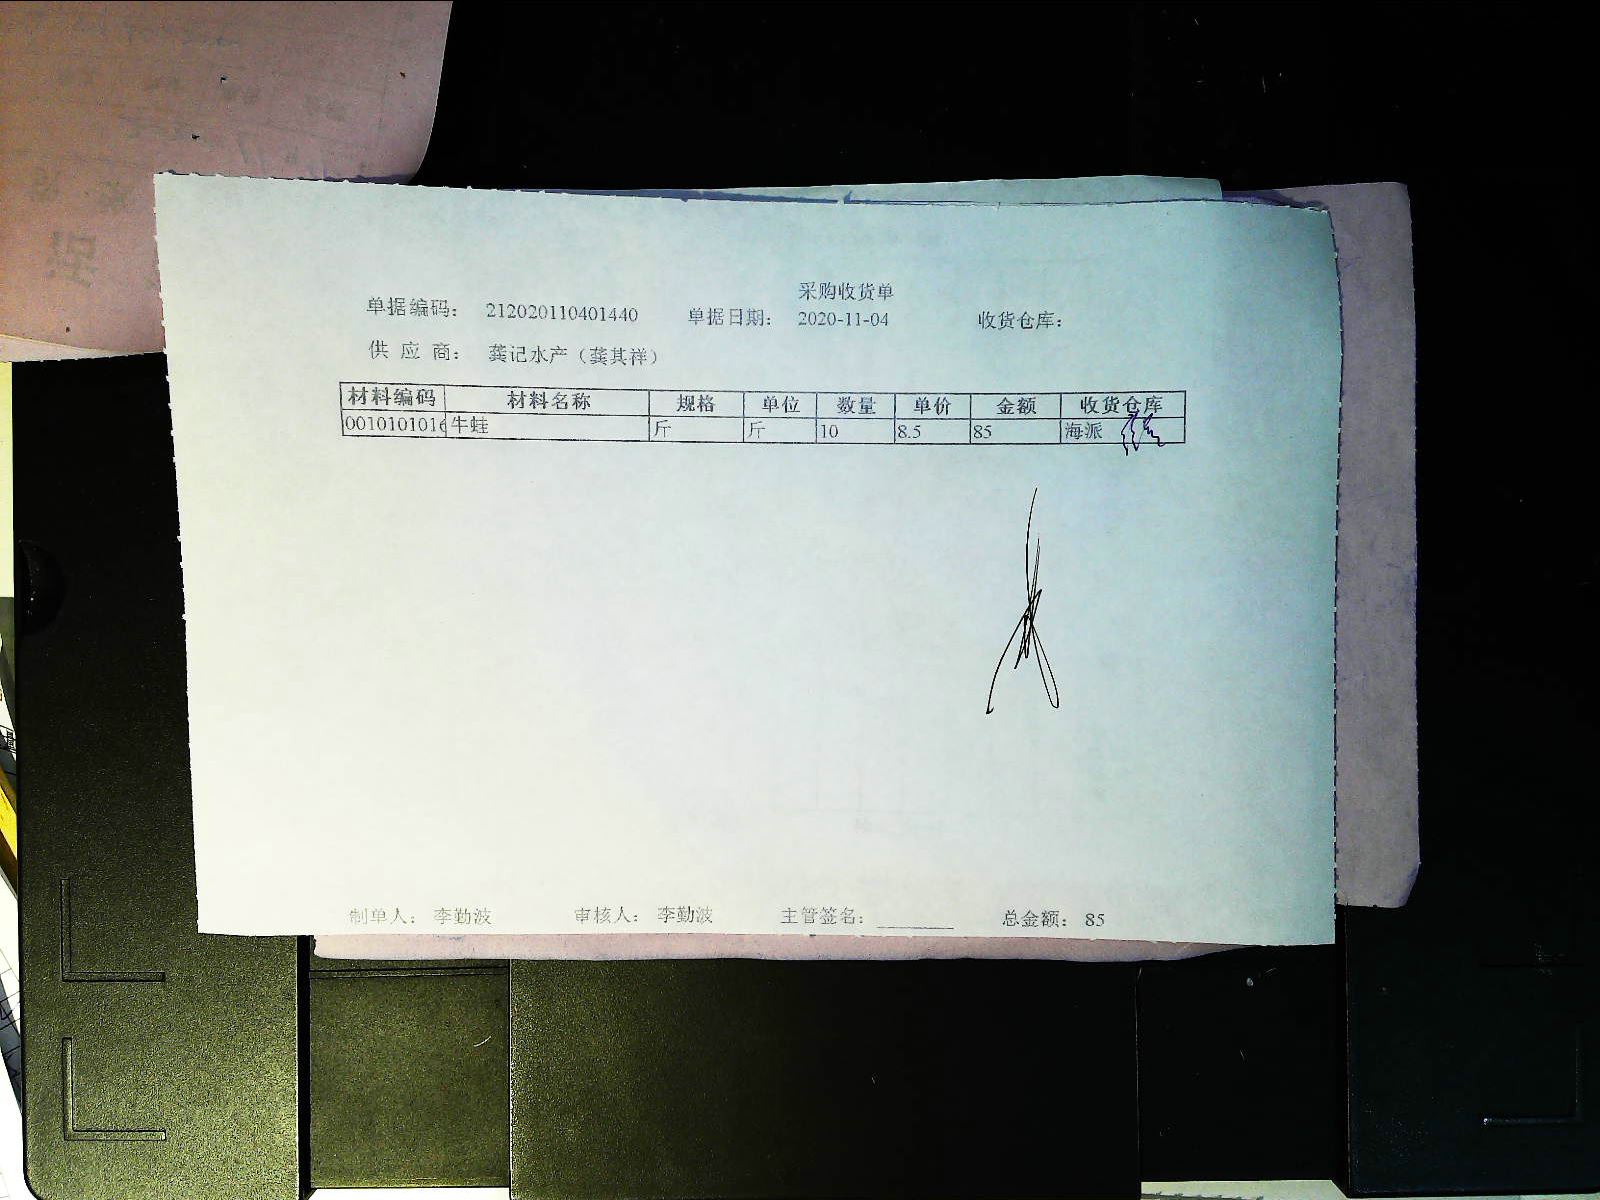 采购收货单
单据编码： 212020110401440 单据日期： 2020-11-04 收货仓库：
供 应 商： 龚记水产（龚其祥）
材料编码 材料名称 规格 单位 数量 单价 金额 收货仓库
001010101 牛蛙 斤 斤 10 8.5 85 海派
制单人： 李勤波 审核人： 李勤波 主管签名： 总金额： 85